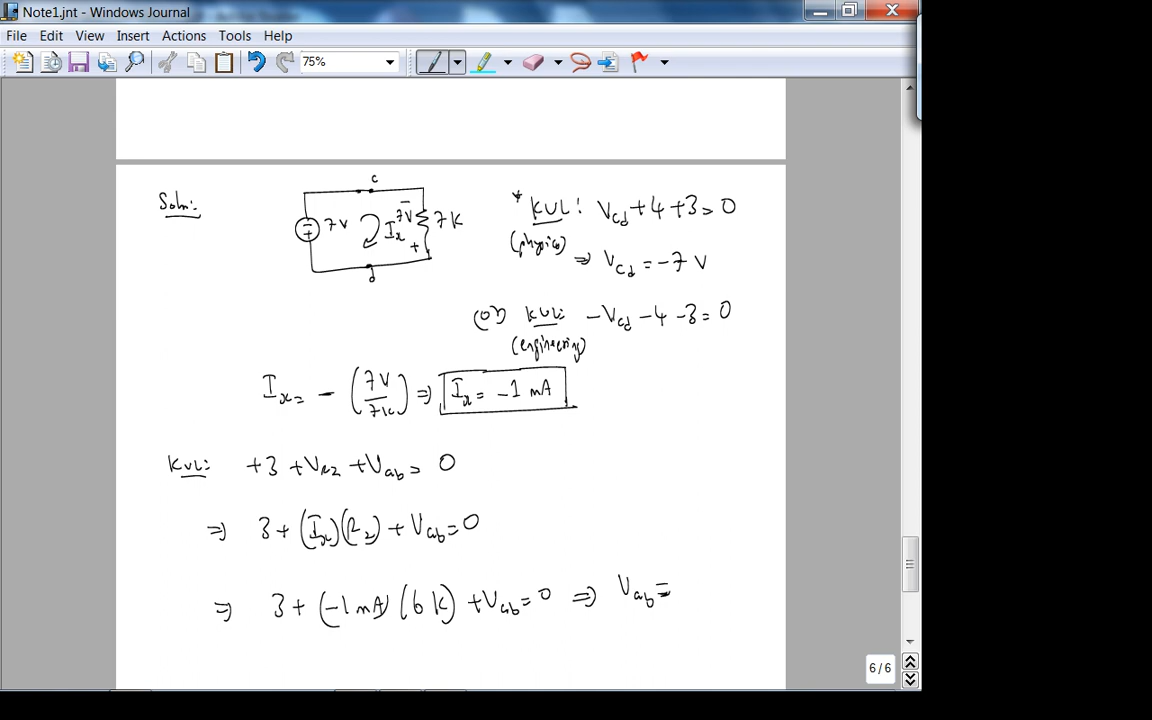 Note1.jnt - Windows Journal
File Edit View Insert Actions Tools Help
75%
Soln:
c
7V
7V
-
Ix
7K
+
d
* KVL: Vcd + 4 + 3 = 0
(physics)
⇒ Vcd = -7 V
(or) KVL: -Vcd - 4 - 3 = 0
(engineering)
Ix = - (7V/7K) ⇒ Ix = -1 mA
KVL: +3 + VR2 + Vab = 0
⇒ 3 + (Ix)(R2) + Vab = 0
⇒ 3 + (-1 mA)(6 K) + Vab = 0 ⇒ Vab =
6 / 6